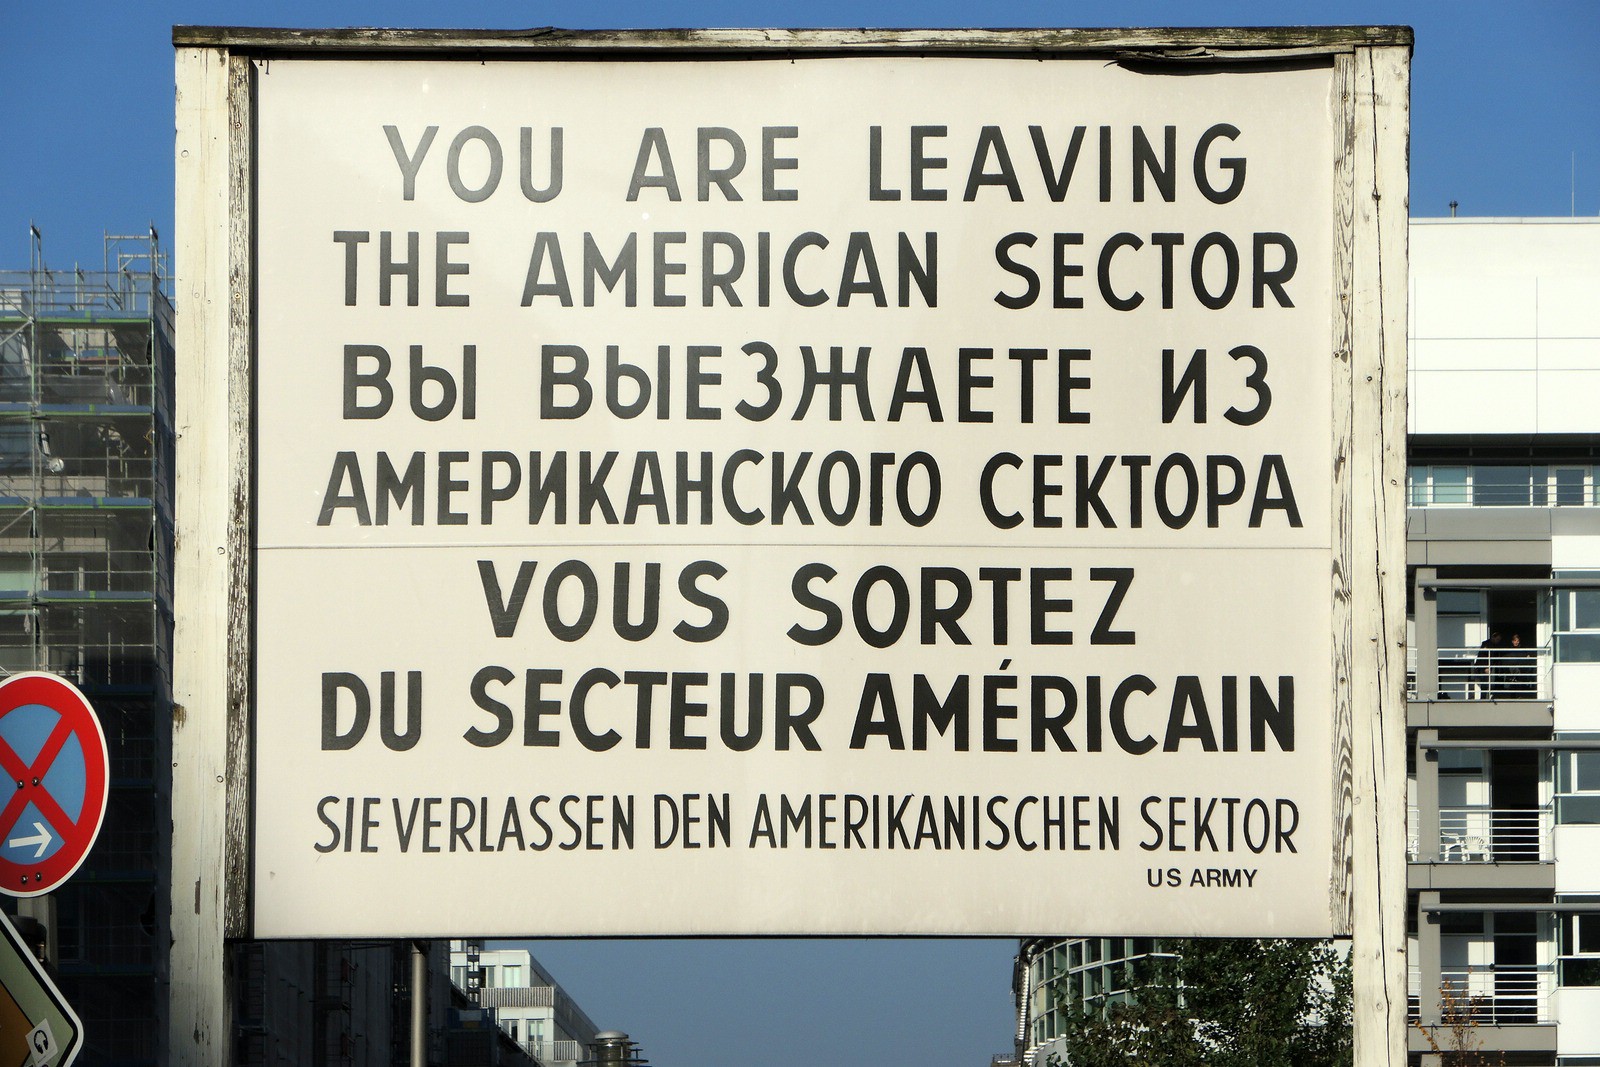 YOU ARE LEAVING
THE AMERICAN SECTOR
ВЫ ВЫЕЗЖАЕТЕ ИЗ
АМЕРИКАНСКОГО СЕКТОРА
VOUS SORTEZ
DU SECTEUR AMÉRICAIN
SIE VERLASSEN DEN AMERIKANISCHEN SEKTOR
US ARMY